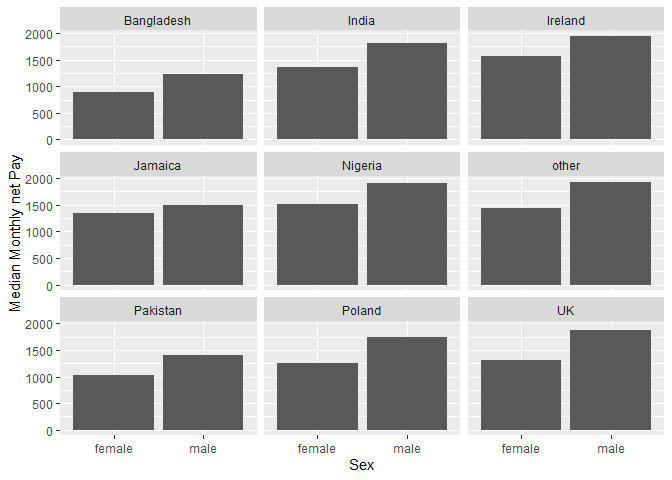 Bangladesh India Ireland
2000
1500
1000
500
0
Jamaica Nigeria other
2000
1500
1000
500
0
Pakistan Poland UK
2000
1500
1000
500
0
female male female male female male
Sex
Median Monthly net Pay